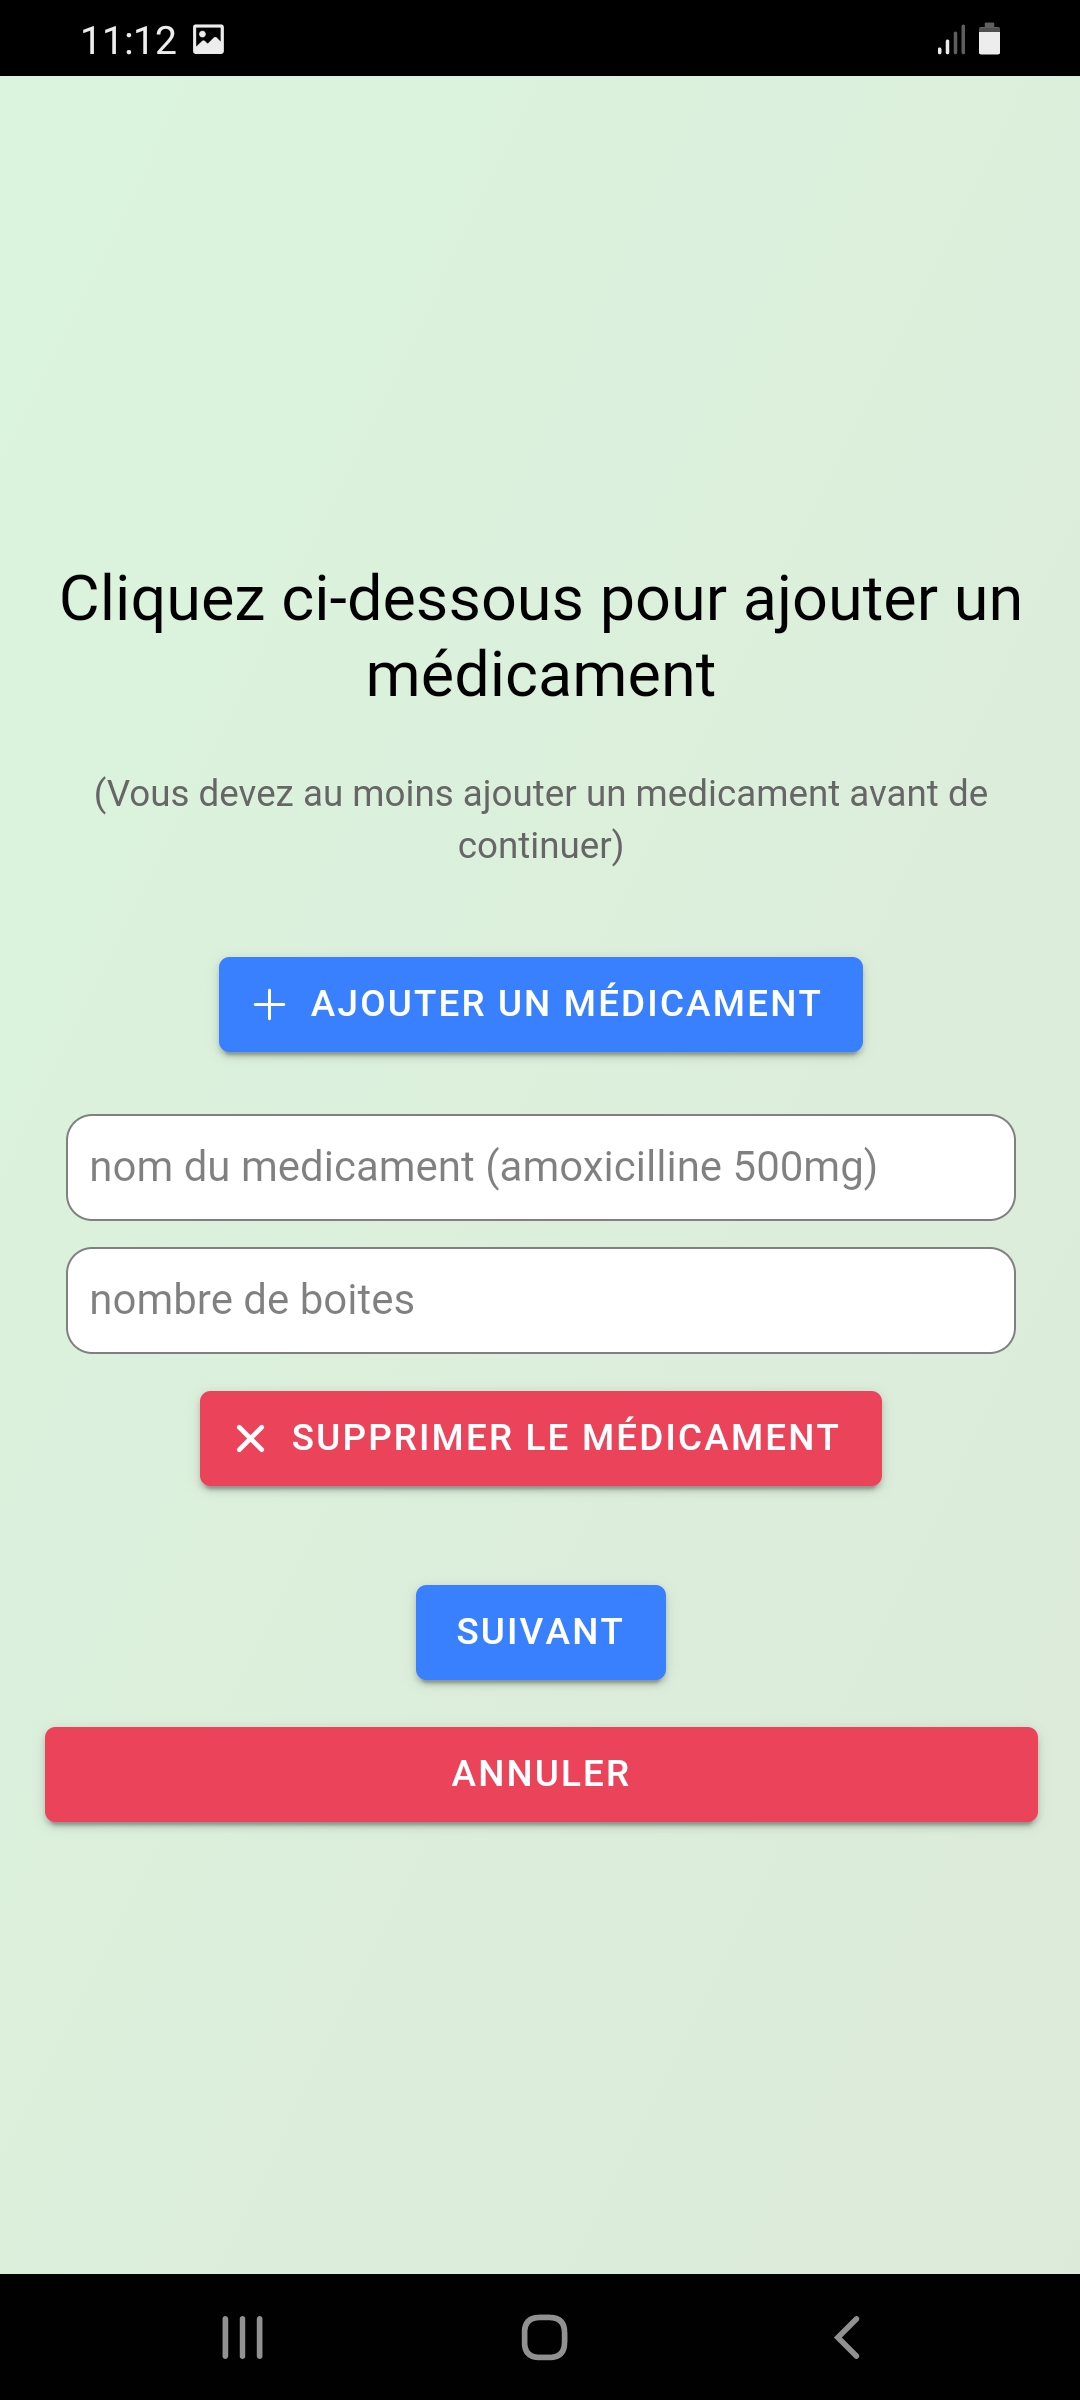 11:12
Cliquez ci-dessous pour ajouter un
médicament
(Vous devez au moins ajouter un medicament avant de
continuer)
AJOUTER UN MÉDICAMENT
nom du medicament (amoxicilline 500mg)
nombre de boites
SUPPRIMER LE MÉDICAMENT
SUIVANT
ANNULER